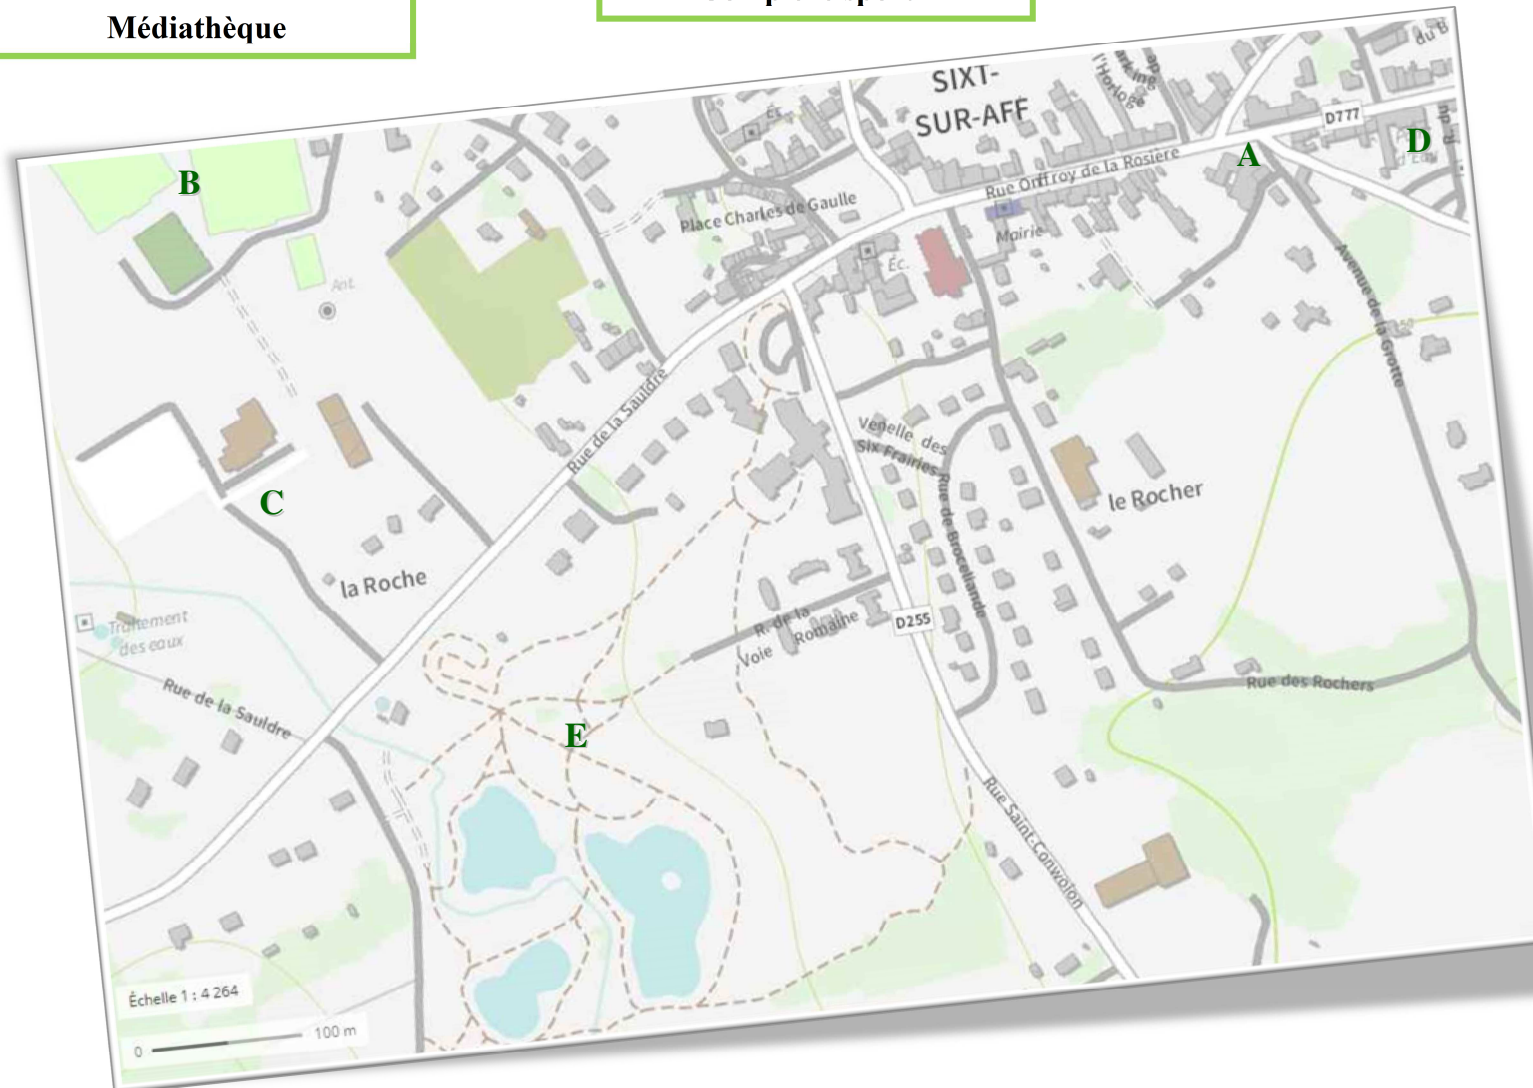 Médiathèque
SIXT-
SUR-AFF
l'Horloge
D777
D
A
B
És.
Rue Onffroy de la Rosière
Place Charles de Gaulle
Mairie
Éc.
Ant.
Avenue de la Grotte
Rue de la Sauldre
Venelle des
Six Frairies
Rue de Brocéliande
le Rocher
C
la Roche
Traitement
des eaux
R. de la
Voie Romaine
D255
Rue de la Sauldre
Rue des Rochers
E
Rue Saint-Conwoïon
Échelle 1 : 4 264
0 100 m